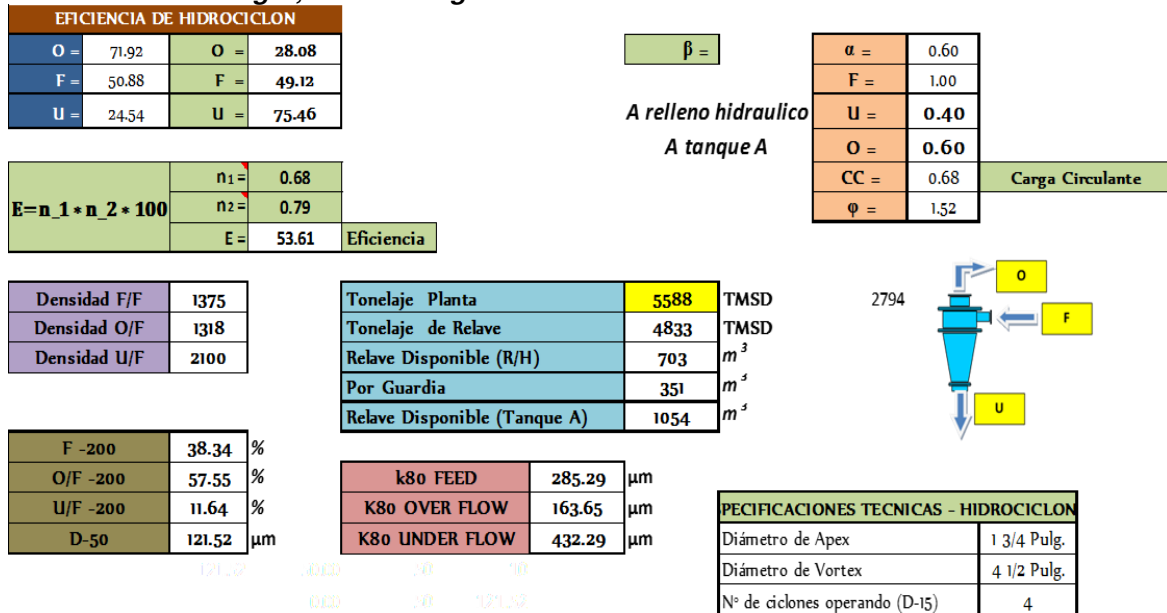 EFICIENCIA DE HIDROCICLON
O = 71.92 O = 28.08
F = 50.88 F = 49.12
U = 24.54 U = 75.46
β =
α = 0.60
F = 1.00
A relleno hidraulico U = 0.40
A tanque A O = 0.60
CC = 0.68 Carga Circulante
φ = 1.52
E=n_1*n_2*100
n1= 0.68
n2= 0.79
E = 53.61 Eficiencia
Densidad F/F 1375
Densidad O/F 1318
Densidad U/F 2100
Tonelaje Planta 5588 TMSD
Tonelaje de Relave 4833 TMSD
Relave Disponible (R/H) 703 m³
Por Guardia 351 m³
Relave Disponible (Tanque A) 1054 m³
2794
O
F
U
F -200 38.34 %
O/F -200 57.55 %
U/F -200 11.64 %
D-50 121.52 µm
k80 FEED 285.29 µm
K80 OVER FLOW 163.65 µm
K80 UNDER FLOW 432.29 µm
PECIFICACIONES TECNICAS - HIDROCICLON
Diámetro de Apex 1 3/4 Pulg.
Diámetro de Vortex 4 1/2 Pulg.
N° de ciclones operando (D-15) 4